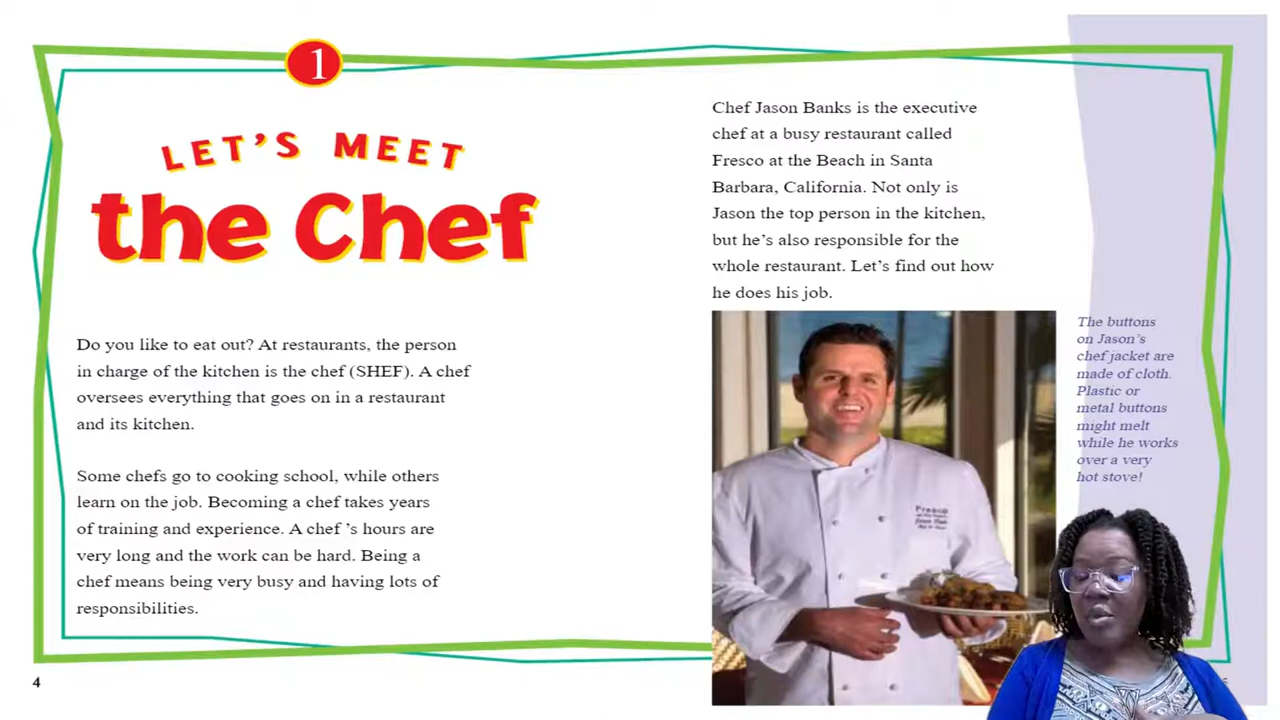 1
LET'S MEET
the Chef
Do you like to eat out? At restaurants, the person
in charge of the kitchen is the chef (SHEF). A chef
oversees everything that goes on in a restaurant
and its kitchen.
Some chefs go to cooking school, while others
learn on the job. Becoming a chef takes years
of training and experience. A chef ’s hours are
very long and the work can be hard. Being a
chef means being very busy and having lots of
responsibilities.
4
Chef Jason Banks is the executive
chef at a busy restaurant called
Fresco at the Beach in Santa
Barbara, California. Not only is
Jason the top person in the kitchen,
but he’s also responsible for the
whole restaurant. Let’s find out how
he does his job.
The buttons
on Jason’s
chef jacket are
made of cloth.
Plastic or
metal buttons
might melt
while he works
over a very
hot stove!
Fresco